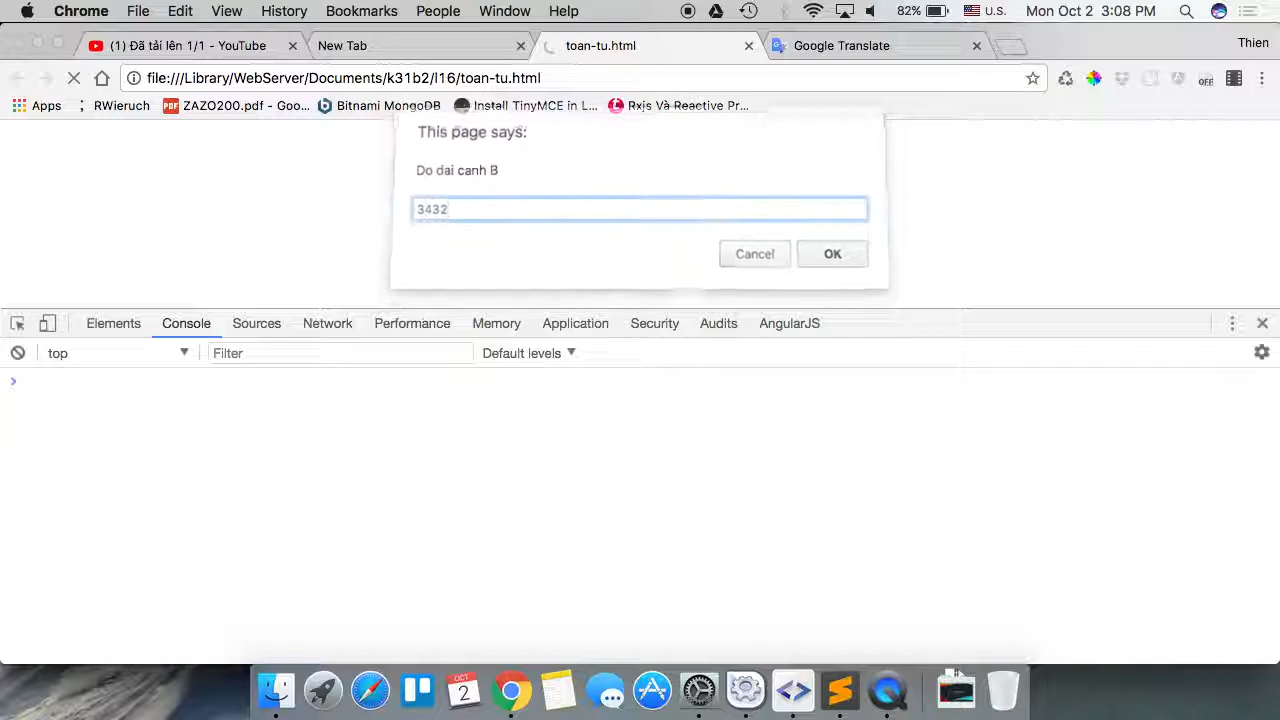 Chrome File Edit View History Bookmarks People Window Help 82% U.S. Mon Oct 2 3:08 PM
(1) Đã tải lên 1/1 - YouTube New Tab toan-tu.html Google Translate Thien
file:///Library/WebServer/Documents/k31b2/l16/toan-tu.html OFF
Apps RWieruch PDF ZAZO200.pdf - Goo... Bitnami MongoDB Install TinyMCE in L... Rxjs Và Reactive Pr...
This page says:
Do dai canh B
3432
Cancel OK
Elements Console Sources Network Performance Memory Application Security Audits AngularJS
top Filter Default levels
OCT
2